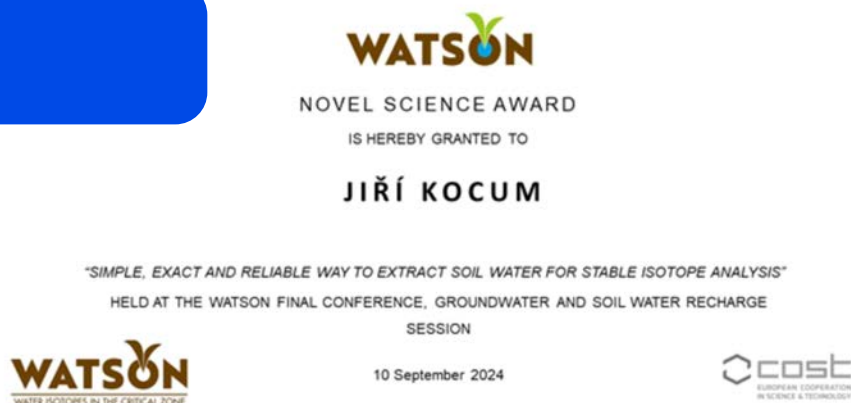 WATSON
NOVEL SCIENCE AWARD
IS HEREBY GRANTED TO
JIŘÍ KOCUM
"SIMPLE, EXACT AND RELIABLE WAY TO EXTRACT SOIL WATER FOR STABLE ISOTOPE ANALYSIS"
HELD AT THE WATSON FINAL CONFERENCE, GROUNDWATER AND SOIL WATER RECHARGE
SESSION
WATSON
WATER ISOTOPES IN THE CRITICAL ZONE
10 September 2024
cost
EUROPEAN COOPERATION
IN SCIENCE & TECHNOLOGY